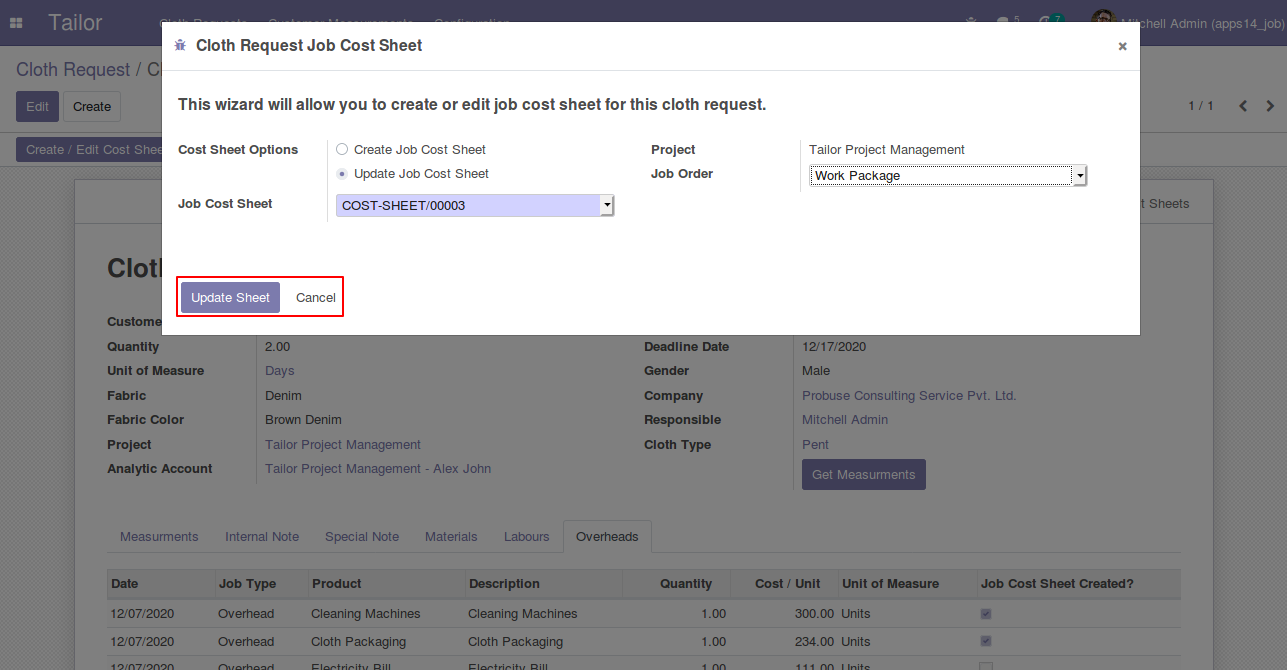 Tailor
Cloth Requests Customer Measurments Configuration 5 7 Mitchell Admin (apps14_job)
Cloth Request Job Cost Sheet ×
Cloth Request /
Edit Create
1 / 1
This wizard will allow you to create or edit job cost sheet for this cloth request.
Cost Sheet Options Create Job Cost Sheet Project Tailor Project Management
Update Job Cost Sheet Job Order Work Package
Create / Edit Cost
Job Cost Sheet COST-SHEET/00003
Sheets
Update Sheet Cancel
Quantity 2.00 Deadline Date 12/17/2020
Unit of Measure Days Gender Male
Fabric Denim Company Probuse Consulting Service Pvt. Ltd.
Fabric Color Brown Denim Responsible Mitchell Admin
Project Tailor Project Management Cloth Type Pent
Analytic Account Tailor Project Management - Alex John Get Measurments
Measurments Internal Note Special Note Materials Labours Overheads
Date Job Type Product Description Quantity Cost / Unit Unit of Measure Job Cost Sheet Created?
12/07/2020 Overhead Cleaning Machines Cleaning Machines 1.00 300.00 Units
12/07/2020 Overhead Cloth Packaging Cloth Packaging 1.00 234.00 Units
12/07/2020 Overhead Electricity Bill Electricity Bill 1.00 111.00 Units